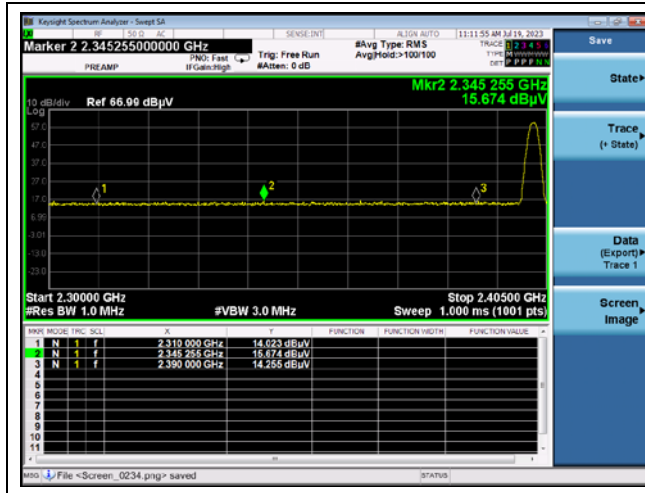 Keysight Spectrum Analyzer - Swept SA
RF 50 Ω AC SENSE:INT ALIGN AUTO 11:11:55 AM Jul 19, 2023
Marker 2 2.345255000000 GHz
PREAMP
PNO: Fast
IFGain:High
Trig: Free Run
#Atten: 0 dB
#Avg Type: RMS
Avg|Hold:>100/100
TRACE 1 2 3 4 5 6
TYPE M
DET P P P P N N
Mkr2 2.345 255 GHz
15.674 dBµV
10 dB/div Ref 66.99 dBµV
Log
57.0
47.0
37.0
27.0
17.0
6.99
-3.01
-13.0
-23.0
1
2
3
Start 2.30000 GHz Stop 2.40500 GHz
#Res BW 1.0 MHz #VBW 3.0 MHz Sweep 1.000 ms (1001 pts)
MKR MODE TRC SCL X Y FUNCTION FUNCTION WIDTH FUNCTION VALUE
1 N 1 f 2.310 000 GHz 14.023 dBµV
2 N 1 f 2.345 255 GHz 15.674 dBµV
3 N 1 f 2.390 000 GHz 14.255 dBµV
4
5
6
7
8
9
10
11
MSG File <Screen_0234.png> saved STATUS
Save
State
Trace
(+ State)
Data
(Export)
Trace 1
Screen
Image